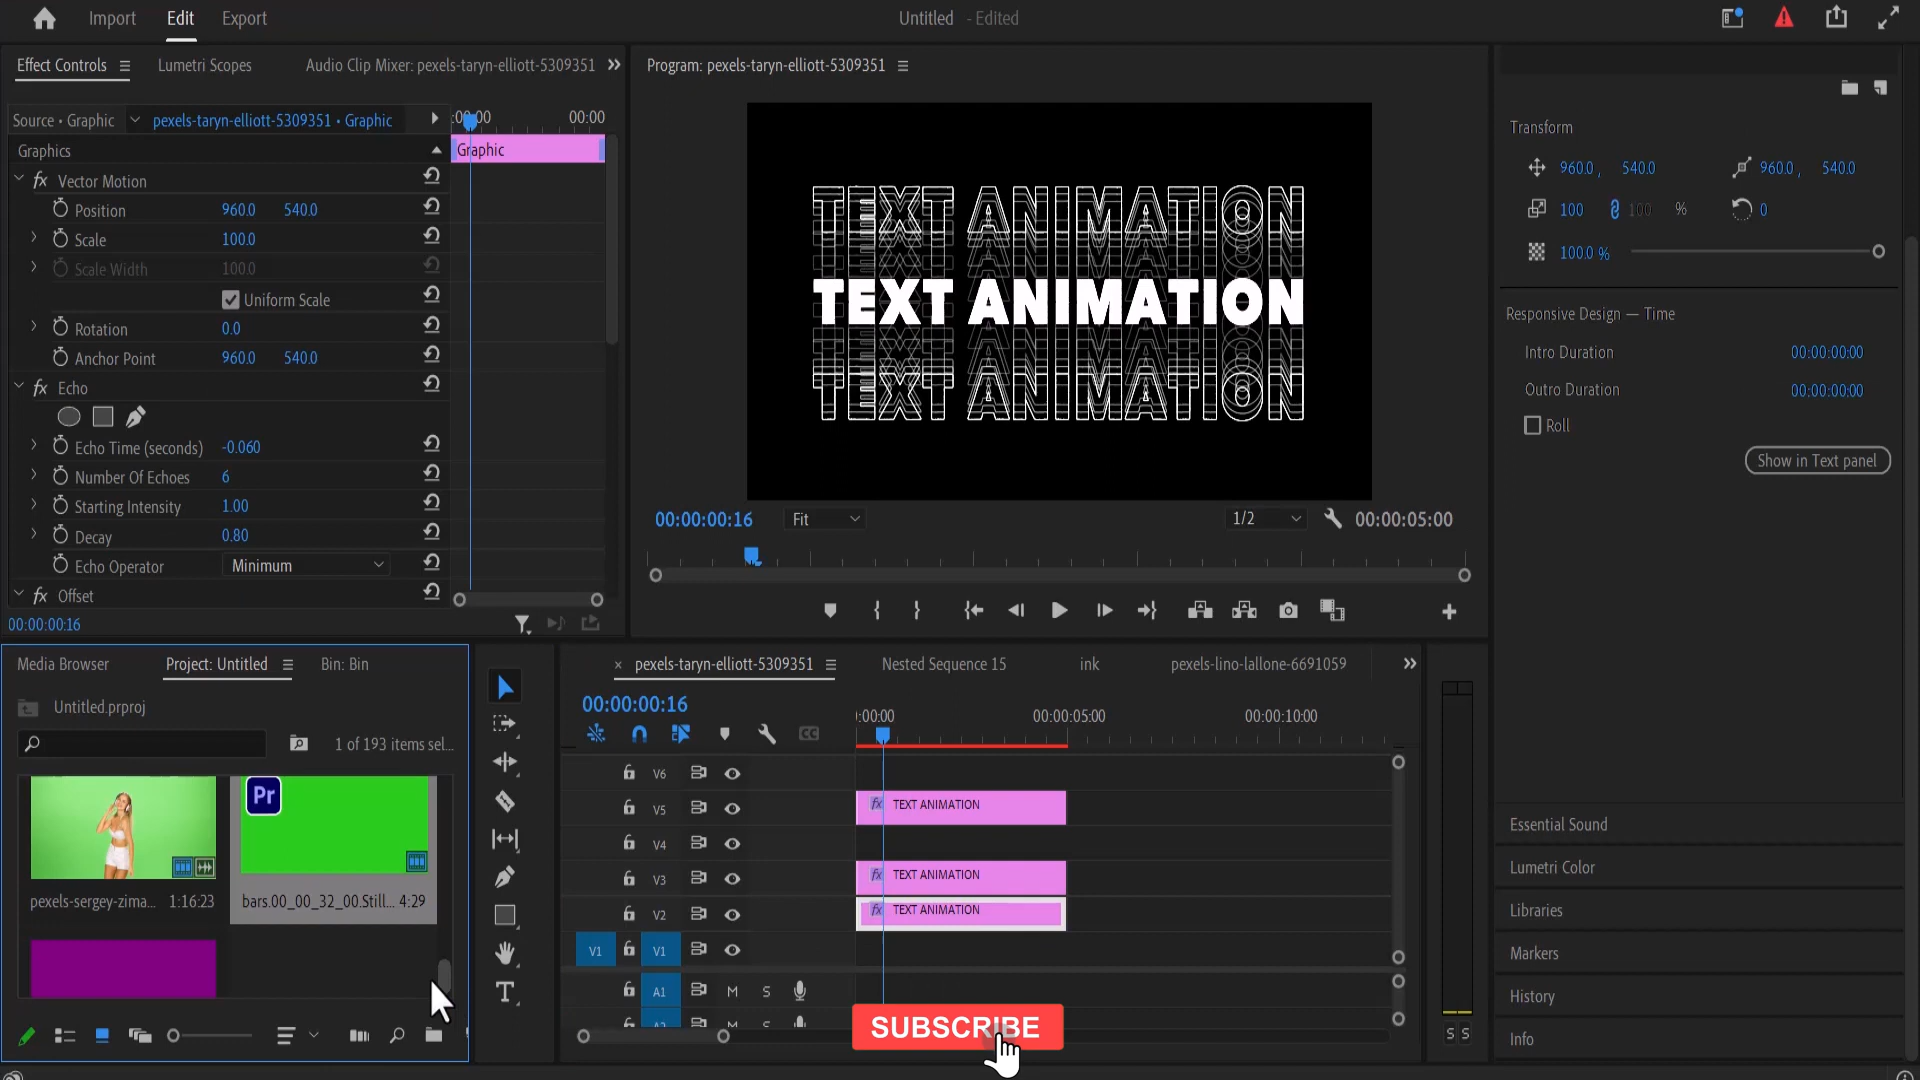 Import
Edit
Export
Untitled - Edited
Effect Controls
Lumetri Scopes
Audio Clip Mixer: pexels-taryn-elliott-5309351
Program: pexels-taryn-elliott-5309351
Source • Graphic
pexels-taryn-elliott-5309351 • Graphic
:00:00
00:00
Graphics
Graphic
fx Vector Motion
Position 960.0 540.0
Scale 100.0
Scale Width 100.0
Uniform Scale
Rotation 0.0
Anchor Point 960.0 540.0
fx Echo
Echo Time (seconds) -0.060
Number Of Echoes 6
Starting Intensity 1.00
Decay 0.80
Echo Operator Minimum
fx Offset
00:00:00:16
TEXT ANIMATION
TEXT ANIMATION
TEXT ANIMATION
00:00:00:16
Fit
1/2
00:00:05:00
Transform
960.0 , 540.0
960.0 , 540.0
100
100 %
0
100.0 %
Responsive Design — Time
Intro Duration 00:00:00:00
Outro Duration 00:00:00:00
Roll
Show in Text panel
Essential Sound
Lumetri Color
Libraries
Markers
History
Info
Media Browser
Project: Untitled
Bin: Bin
Untitled.prproj
1 of 193 items sel...
Pr
pexels-sergey-zima... 1:16:23
bars.00_00_32_00.Still... 4:29
pexels-taryn-elliott-5309351
Nested Sequence 15
ink
pexels-lino-lallone-6691059
00:00:00:16
:00:00
00:00:05:00
00:00:10:00
CC
V6
V5
fx TEXT ANIMATION
V4
V3
fx TEXT ANIMATION
V2
fx TEXT ANIMATION
V1
V1
A1
M S
A2
M S
S S
SUBSCRIBE